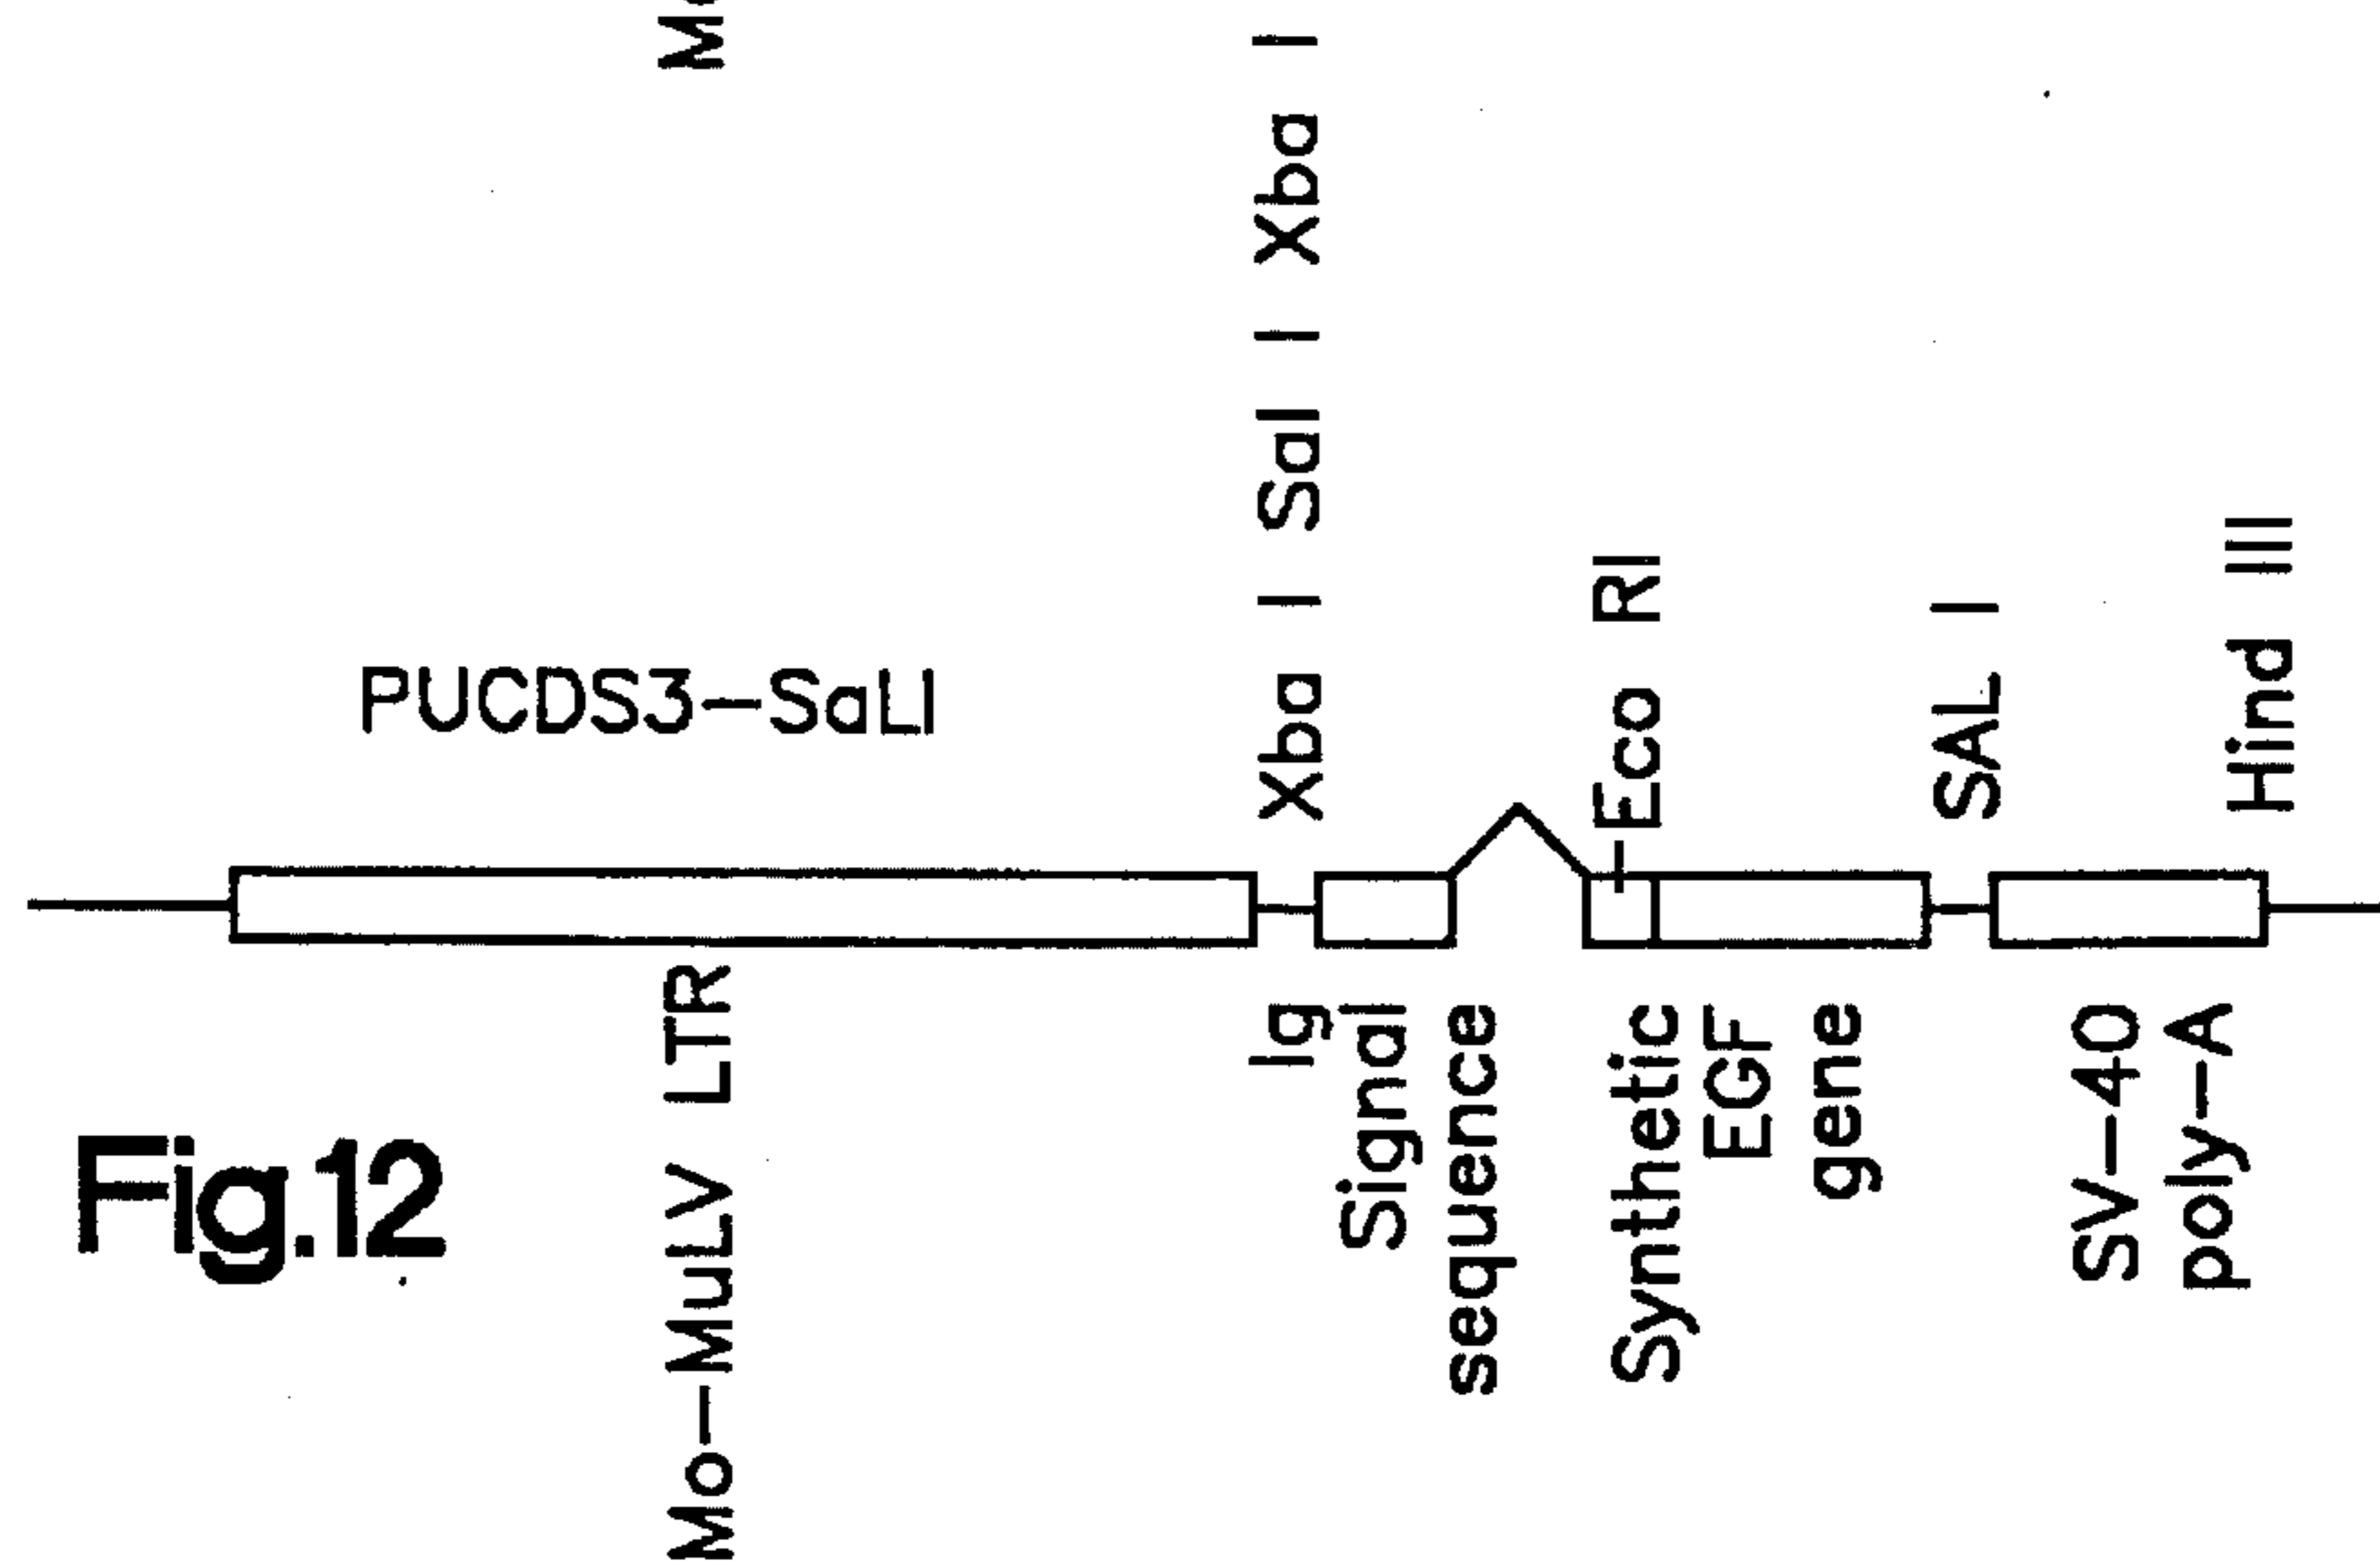 PUCDS3-SaLI
Xba I Sal I Xba I
Eco RI
SAL I
Hind III
Mo-MuLV LTR
Ig
Signal
sequence
Synthetic
EGF
gene
SV-40
poly-A
Fig.12